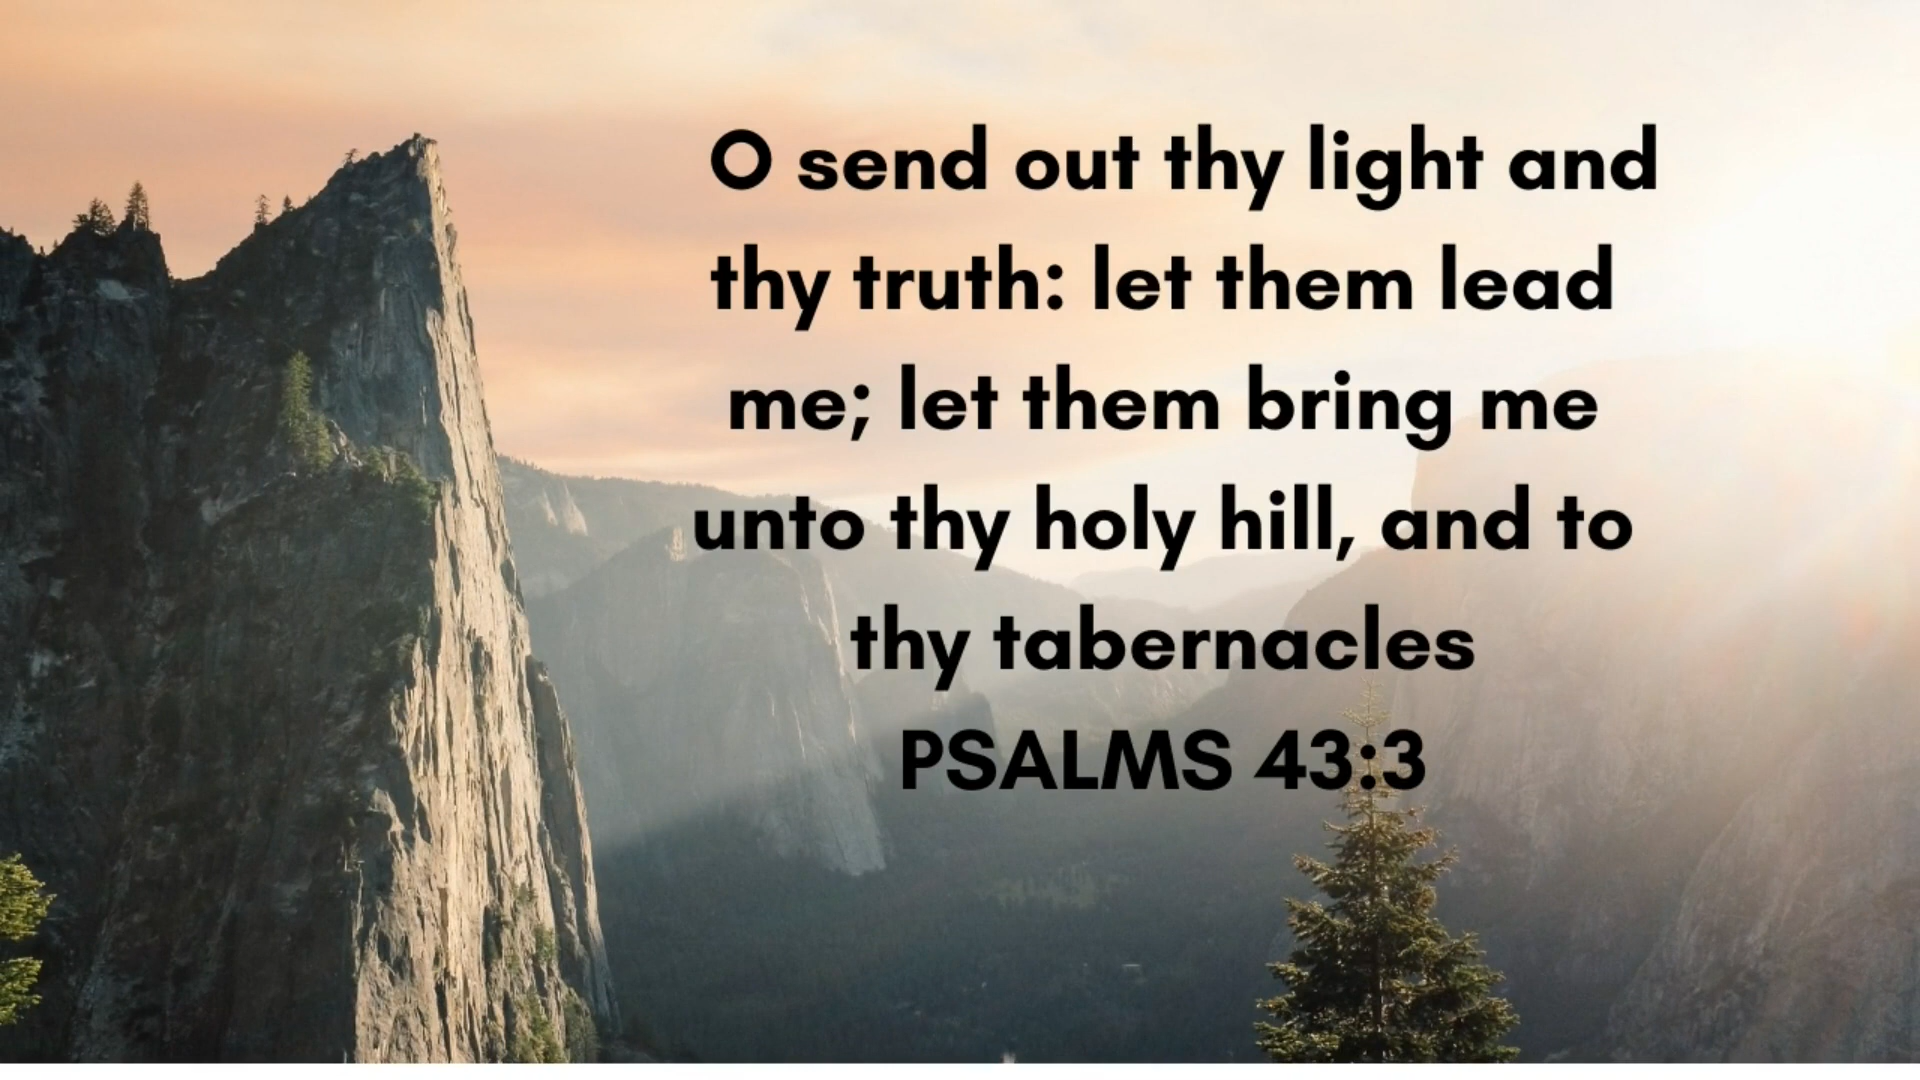 O send out thy light and
thy truth: let them lead
me; let them bring me
unto thy holy hill, and to
thy tabernacles
PSALMS 43:3